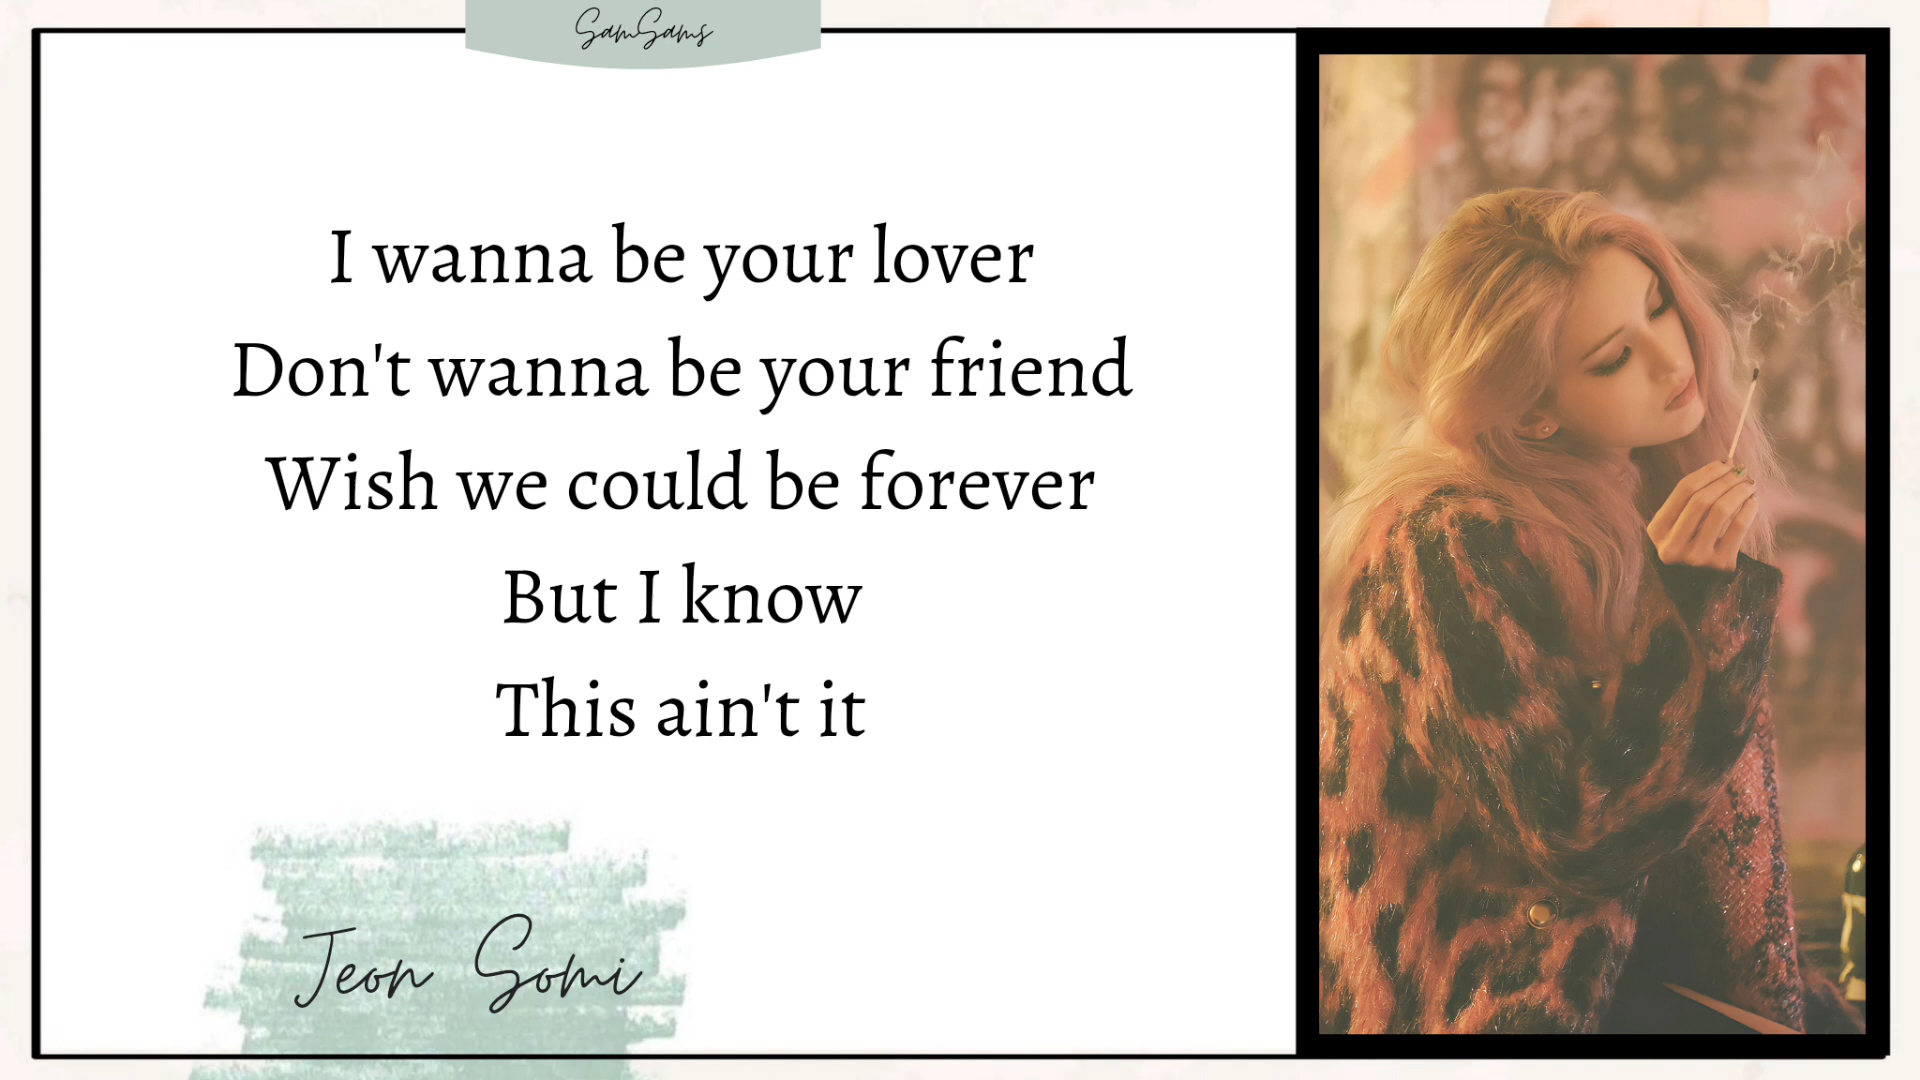 SamSams
I wanna be your lover
Don't wanna be your friend
Wish we could be forever
But I know
This ain't it
Jeon Somi